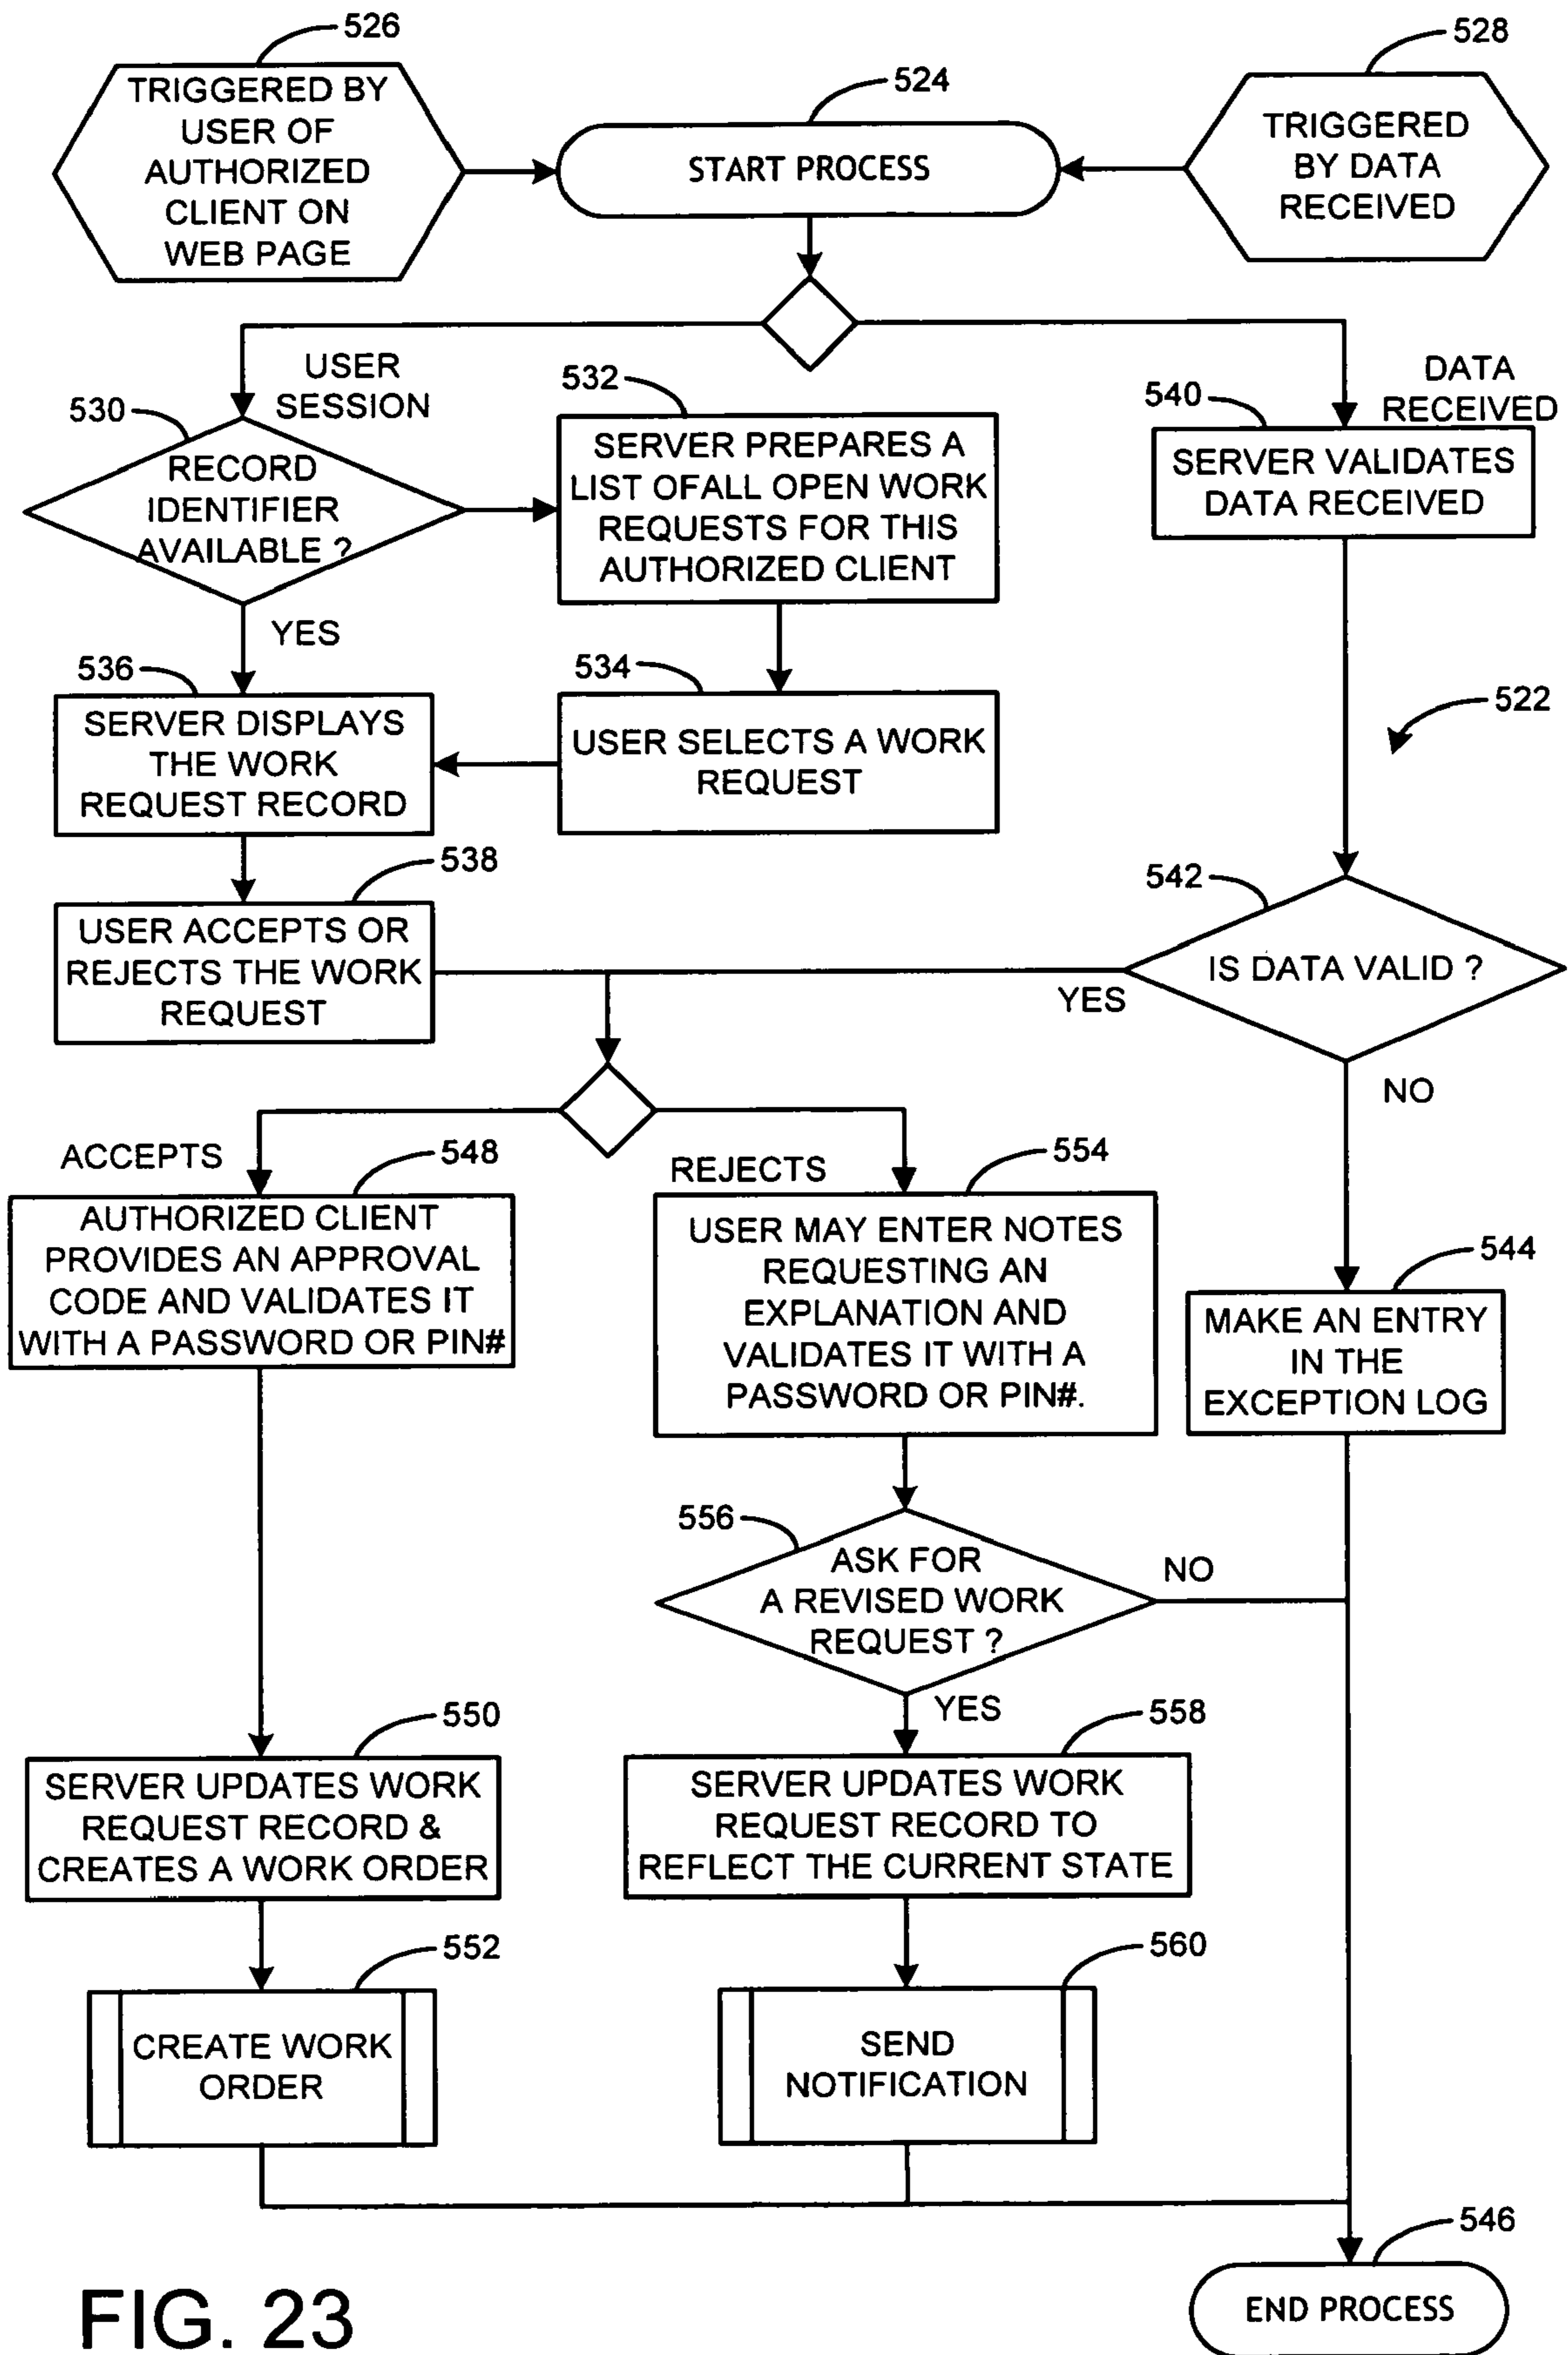 526
528
TRIGGERED BY
USER OF
AUTHORIZED
CLIENT ON
WEB PAGE
524
START PROCESS
TRIGGERED
BY DATA
RECEIVED
USER
SESSION
DATA
RECEIVED
530
RECORD
IDENTIFIER
AVAILABLE ?
532
SERVER PREPARES A
LIST OFALL OPEN WORK
REQUESTS FOR THIS
AUTHORIZED CLIENT
540
SERVER VALIDATES
DATA RECEIVED
YES
536
SERVER DISPLAYS
THE WORK
REQUEST RECORD
534
USER SELECTS A WORK
REQUEST
522
538
USER ACCEPTS OR
REJECTS THE WORK
REQUEST
542
IS DATA VALID ?
YES
NO
ACCEPTS
548
AUTHORIZED CLIENT
PROVIDES AN APPROVAL
CODE AND VALIDATES IT
WITH A PASSWORD OR PIN#
REJECTS
554
USER MAY ENTER NOTES
REQUESTING AN
EXPLANATION AND
VALIDATES IT WITH A
PASSWORD OR PIN#.
544
MAKE AN ENTRY
IN THE
EXCEPTION LOG
556
ASK FOR
A REVISED WORK
REQUEST ?
NO
YES
550
SERVER UPDATES WORK
REQUEST RECORD &
CREATES A WORK ORDER
558
SERVER UPDATES WORK
REQUEST RECORD TO
REFLECT THE CURRENT STATE
552
CREATE WORK
ORDER
560
SEND
NOTIFICATION
546
END PROCESS
FIG. 23